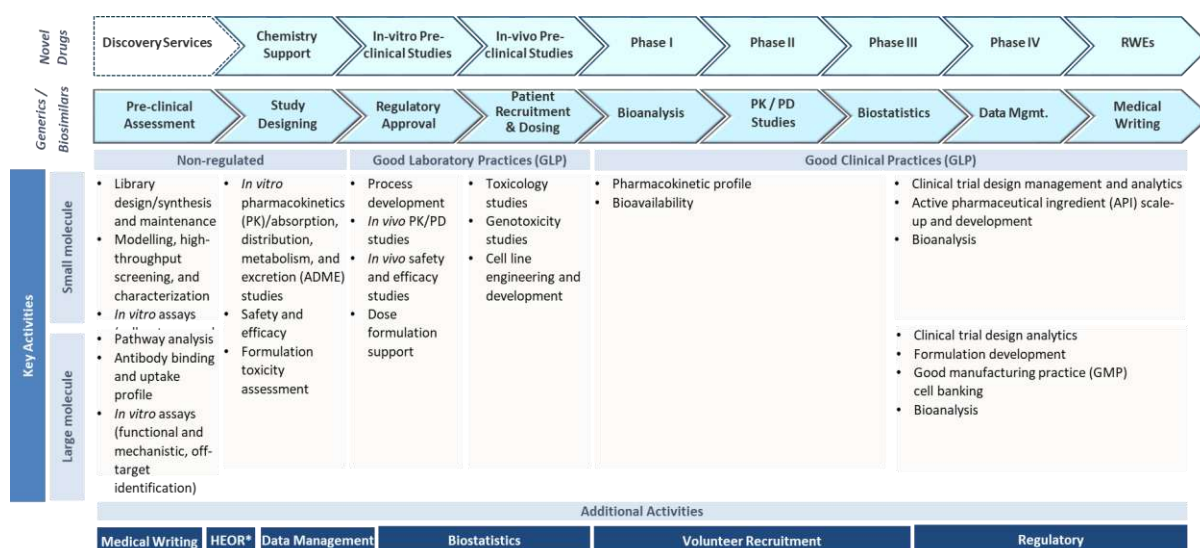 Novel
Drugs
Discovery Services
Chemistry
Support
In-vitro Pre-
clinical Studies
In-vivo Pre-
clinical Studies
Phase I
Phase II
Phase III
Phase IV
RWEs
Generics /
Biosimilars
Pre-clinical
Assessment
Study
Designing
Regulatory
Approval
Patient
Recruitment
& Dosing
Bioanalysis
PK / PD
Studies
Biostatistics
Data Mgmt.
Medical
Writing
Non-regulated
Good Laboratory Practices (GLP)
Good Clinical Practices (GLP)
Key Activities
Small molecule
• Library
design/synthesis
and maintenance
• Modelling, high-
throughput
screening, and
characterization
• In vitro assays
• In vitro
pharmacokinetics
(PK)/absorption,
distribution,
metabolism, and
excretion (ADME)
studies
• Safety and
efficacy
• Formulation
toxicity
assessment
• Process
development
• In vivo PK/PD
studies
• In vivo safety
and efficacy
studies
• Dose
formulation
support
• Toxicology
studies
• Genotoxicity
studies
• Cell line
engineering and
development
• Pharmacokinetic profile
• Bioavailability
• Clinical trial design management and analytics
• Active pharmaceutical ingredient (API) scale-
up and development
• Bioanalysis
Large molecule
• Pathway analysis
• Antibody binding
and uptake
profile
• In vitro assays
(functional and
mechanistic, off-
target
identification)
• Clinical trial design analytics
• Formulation development
• Good manufacturing practice (GMP)
cell banking
• Bioanalysis
Additional Activities
Medical Writing
HEOR*
Data Management
Biostatistics
Volunteer Recruitment
Regulatory